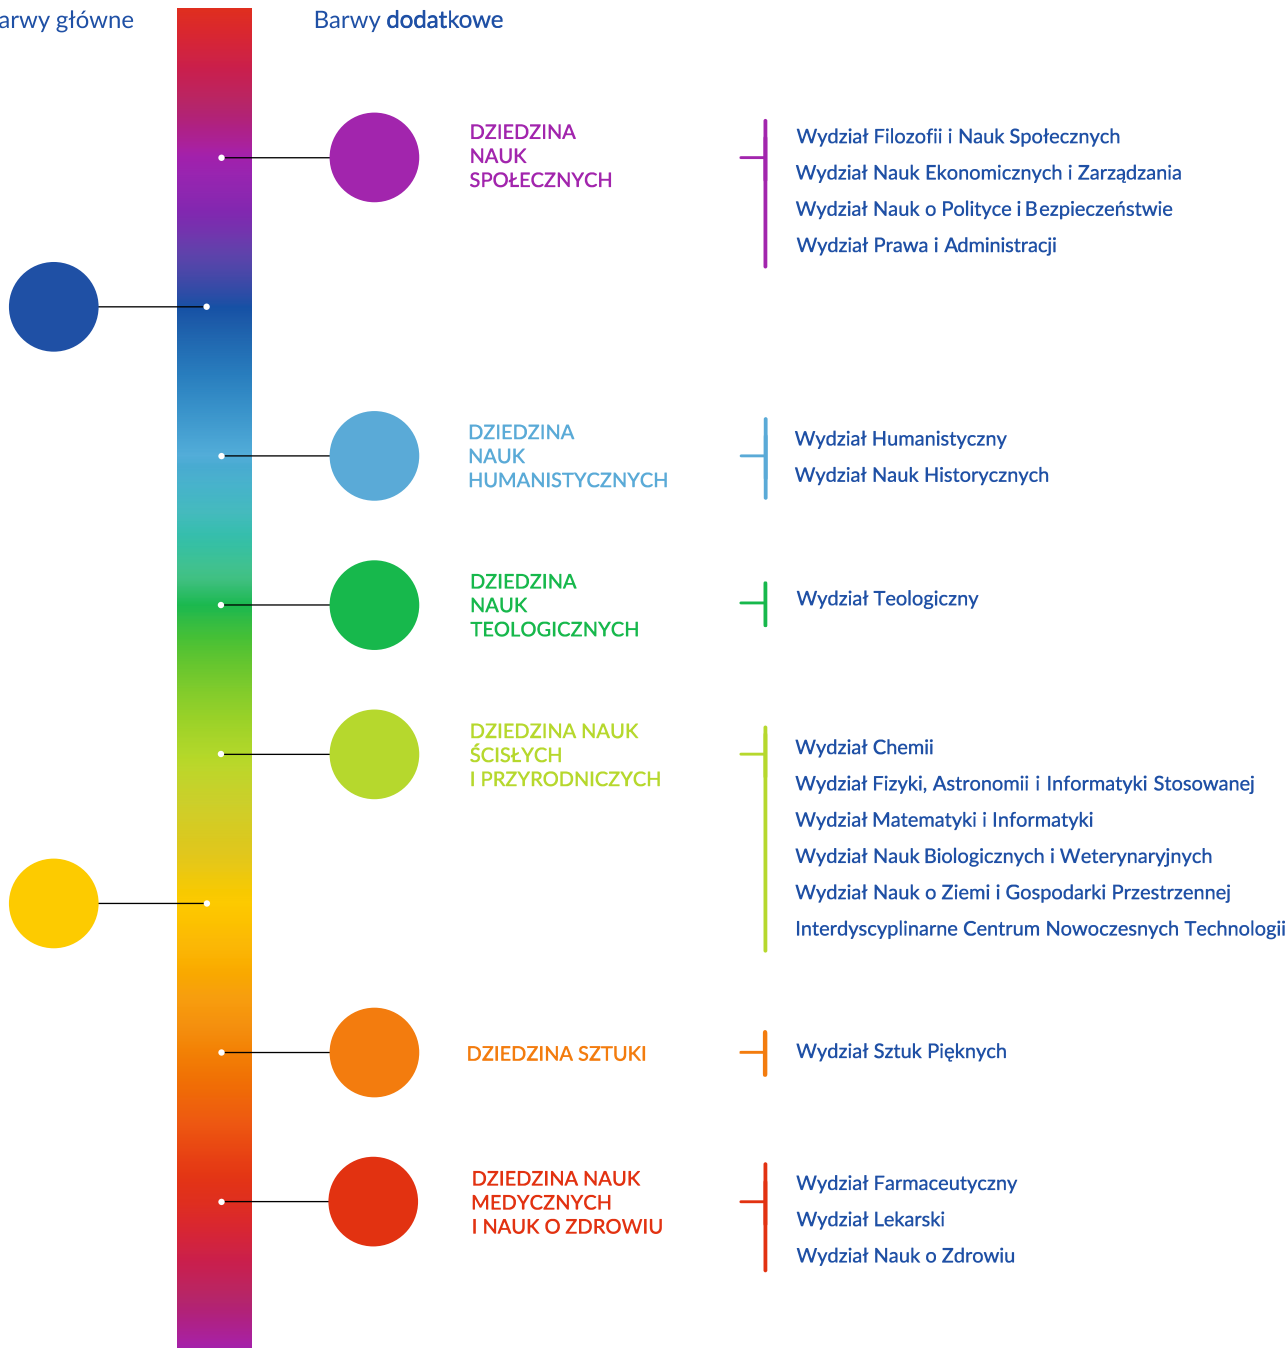 arwy główne
Barwy dodatkowe
DZIEDZINA
NAUK
SPOŁECZNYCH
Wydział Filozofii i Nauk Społecznych
Wydział Nauk Ekonomicznych i Zarządzania
Wydział Nauk o Polityce i Bezpieczeństwie
Wydział Prawa i Administracji
DZIEDZINA
NAUK
HUMANISTYCZNYCH
Wydział Humanistyczny
Wydział Nauk Historycznych
DZIEDZINA
NAUK
TEOLOGICZNYCH
Wydział Teologiczny
DZIEDZINA NAUK
ŚCISŁYCH
I PRZYRODNICZYCH
Wydział Chemii
Wydział Fizyki, Astronomii i Informatyki Stosowanej
Wydział Matematyki i Informatyki
Wydział Nauk Biologicznych i Weterynaryjnych
Wydział Nauk o Ziemi i Gospodarki Przestrzennej
Interdyscyplinarne Centrum Nowoczesnych Technologii
DZIEDZINA SZTUKI
Wydział Sztuk Pięknych
DZIEDZINA NAUK
MEDYCZNYCH
I NAUK O ZDROWIU
Wydział Farmaceutyczny
Wydział Lekarski
Wydział Nauk o Zdrowiu